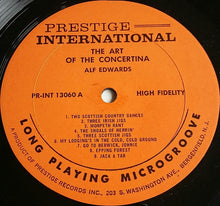 PRESTIGE
INTERNATIONAL
THE ART
OF THE CONCERTINA
ALF EDWARDS
PR-INT 13060 A
HIGH FIDELITY
1. TWO SCOTTISH COUNTRY DANCES
2. THREE IRISH JIGS
3. MORPETH RANT
4. THE SHOALS OF HERRIN'
5. THREE SCOTTISH JIGS
6. MY LODGING'S IN THE COLD, COLD GROUND
7. GO TO BERWICK, JOHNNIE
8. EPPING FOREST
9. JACK A TAR
LONG PLAYING MICROGROOVE
A PRODUCT OF PRESTIGE RECORDS INC., 203 S. WASHINGTON AVE., BERGENFIELD, N.J.